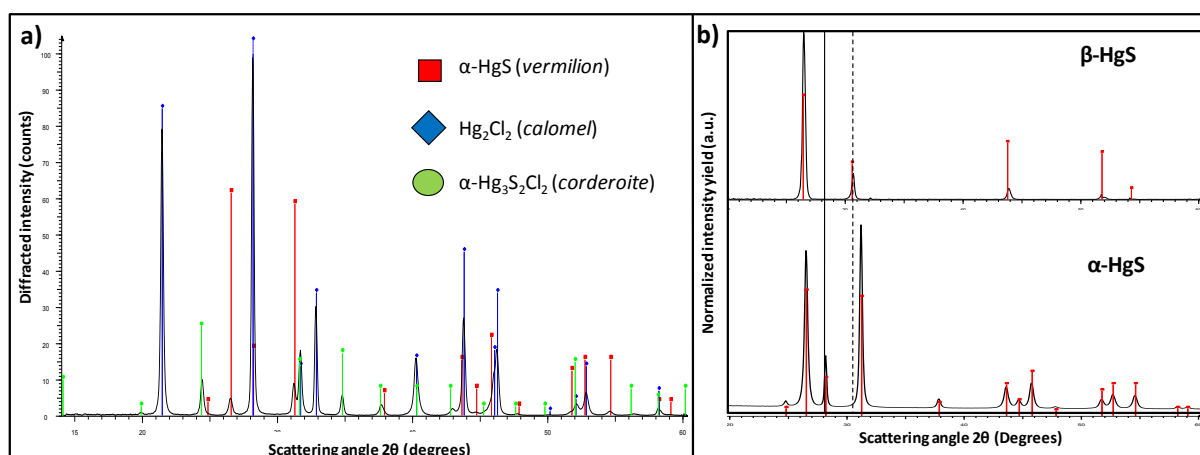 a)
α-HgS (vermilion)
Hg₂Cl₂ (calomel)
α-Hg₃S₂Cl₂ (corderoite)
Diffracted intensity (counts)
100
90
80
70
60
50
40
30
20
10
0
15
20
50
60
Scattering angle 2θ (degrees)
b)
β-HgS
α-HgS
Normalized intensity yield (a.u.)
Scattering angle 2θ (Degrees)